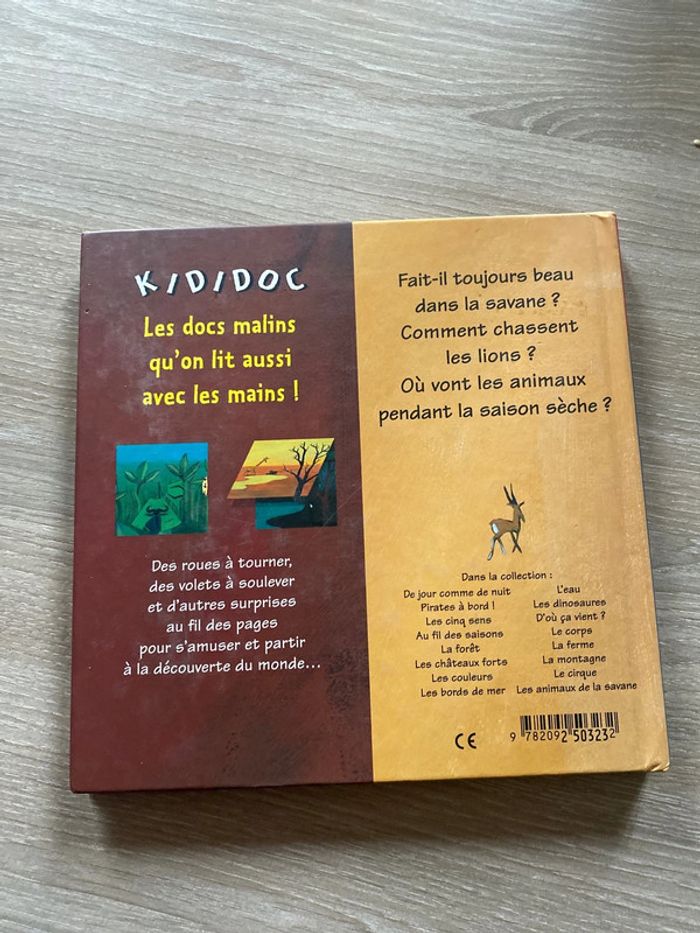 KIDIDOC
Les docs malins
qu'on lit aussi
avec les mains !
Des roues à tourner,
des volets à soulever
et d'autres surprises
au fil des pages
pour s'amuser et partir
à la découverte du monde...
Fait-il toujours beau
dans la savane ?
Comment chassent
les lions ?
Où vont les animaux
pendant la saison sèche ?
Dans la collection :
De jour comme de nuit
Pirates à bord !
Les cinq sens
Au fil des saisons
La forêt
Les châteaux forts
Les couleurs
Les bords de mer
L'eau
Les dinosaures
D'où ça vient ?
Le corps
La ferme
La montagne
Le cirque
Les animaux de la savane
CE
9 782092 503232